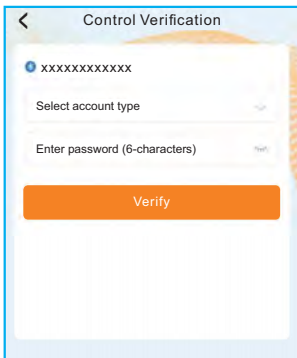 Control Verification
xxxxxxxxxxxx
Select account type
Enter password (6-characters)
Verify